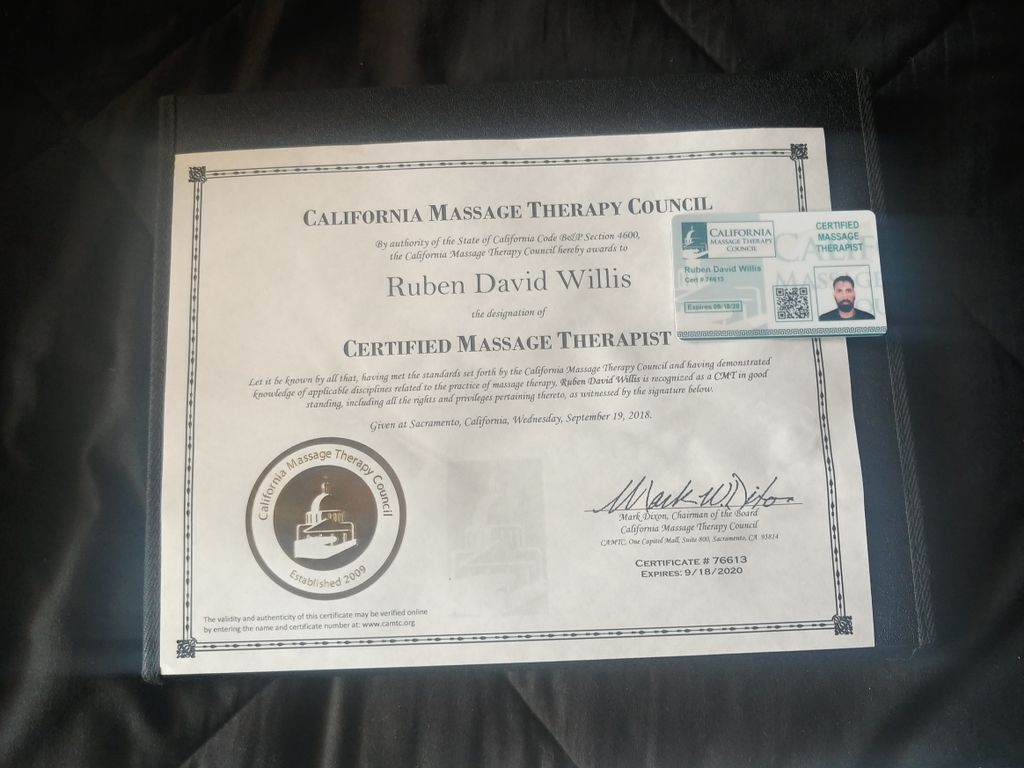 CALIFORNIA MASSAGE THERAPY COUNCIL
By authority of the State of California Code B&P Section 4600,
the California Massage Therapy Council hereby awards to
Ruben David Willis
the designation of
CERTIFIED MASSAGE THERAPIST
Let it be known by all that, having met the standards set forth by the California Massage Therapy Council and having demonstrated
knowledge of applicable disciplines related to the practice of massage therapy, Ruben David Willis is recognized as a CMT in good
standing, including all the rights and privileges pertaining thereto, as witnessed by the signature below.
Given at Sacramento, California, Wednesday, September 19, 2018.
California Massage Therapy Council
Established 2009
Mark W. Dixon
Mark Dixon, Chairman of the Board
California Massage Therapy Council
CAMTC, One Capitol Mall, Suite 800, Sacramento, CA 95814
CERTIFICATE # 76613
EXPIRES: 9/18/2020
The validity and authenticity of this certificate may be verified online
by entering the name and certificate number at: www.camtc.org
CALIFORNIA
MASSAGE THERAPY
COUNCIL
CERTIFIED
MASSAGE
THERAPIST
Ruben David Willis
Cert # 76613
Expires 09/18/20